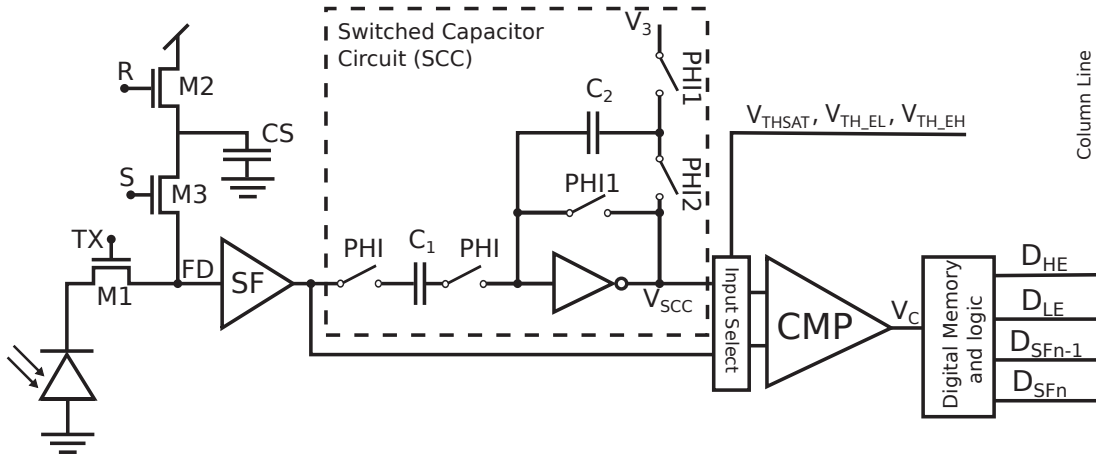 Switched Capacitor
Circuit (SCC)
V3
PHI1
R
M2
C2
CS
VTHSAT, VTH_EL, VTH_EH
Column Line
S
M3
PHI1
PHI2
TX
FD
SF
PHI
C1
PHI
M1
VSCC
Input Select
CMP
VC
Digital Memory
and logic
DHE
DLE
DSFn-1
DSFn